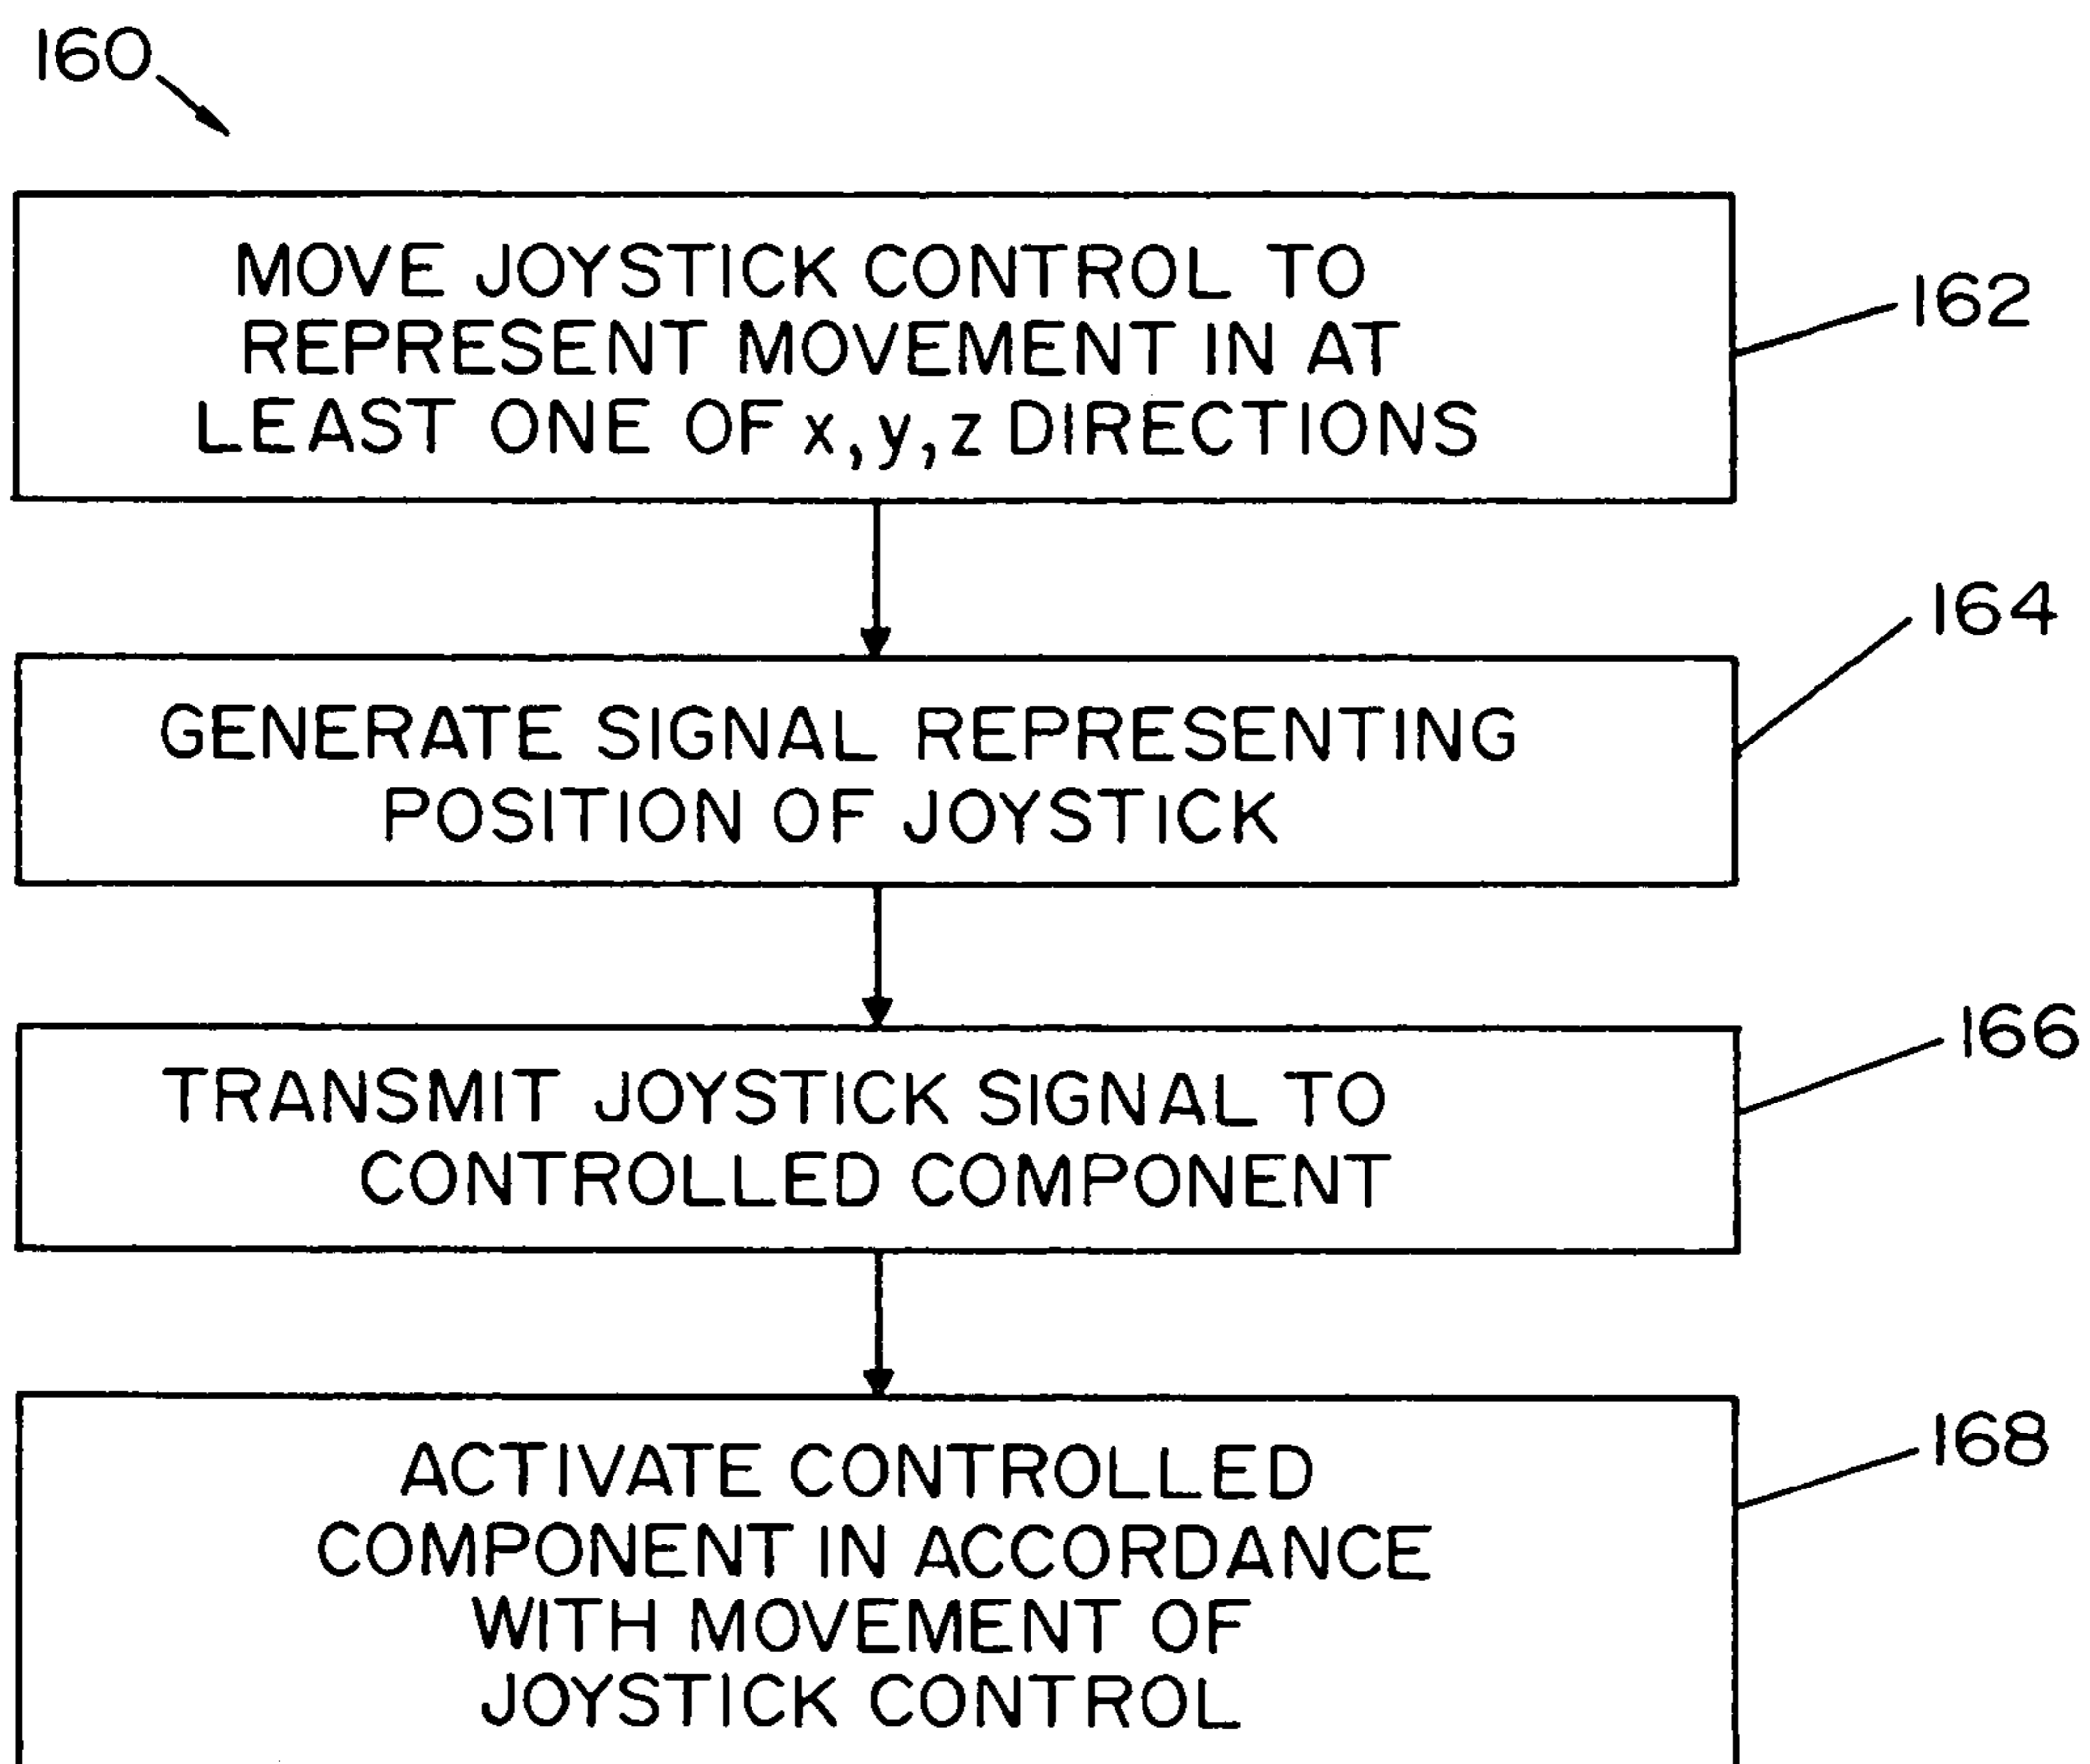 160
MOVE JOYSTICK CONTROL TO
REPRESENT MOVEMENT IN AT
LEAST ONE OF x,y,z DIRECTIONS
162
GENERATE SIGNAL REPRESENTING
POSITION OF JOYSTICK
164
TRANSMIT JOYSTICK SIGNAL TO
CONTROLLED COMPONENT
166
ACTIVATE CONTROLLED
COMPONENT IN ACCORDANCE
WITH MOVEMENT OF
JOYSTICK CONTROL
168